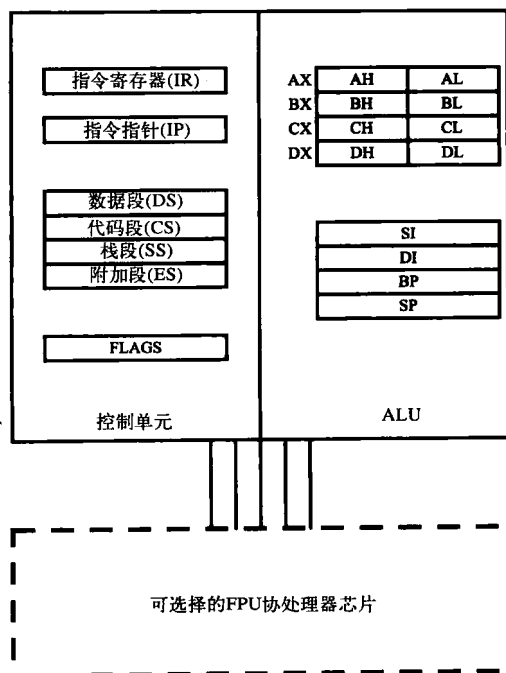 指令寄存器(IR)
指令指针(IP)
数据段(DS)
代码段(CS)
栈段(SS)
附加段(ES)
FLAGS
控制单元
AX AH AL
BX BH BL
CX CH CL
DX DH DL
SI
DI
BP
SP
ALU
可选择的FPU协处理器芯片